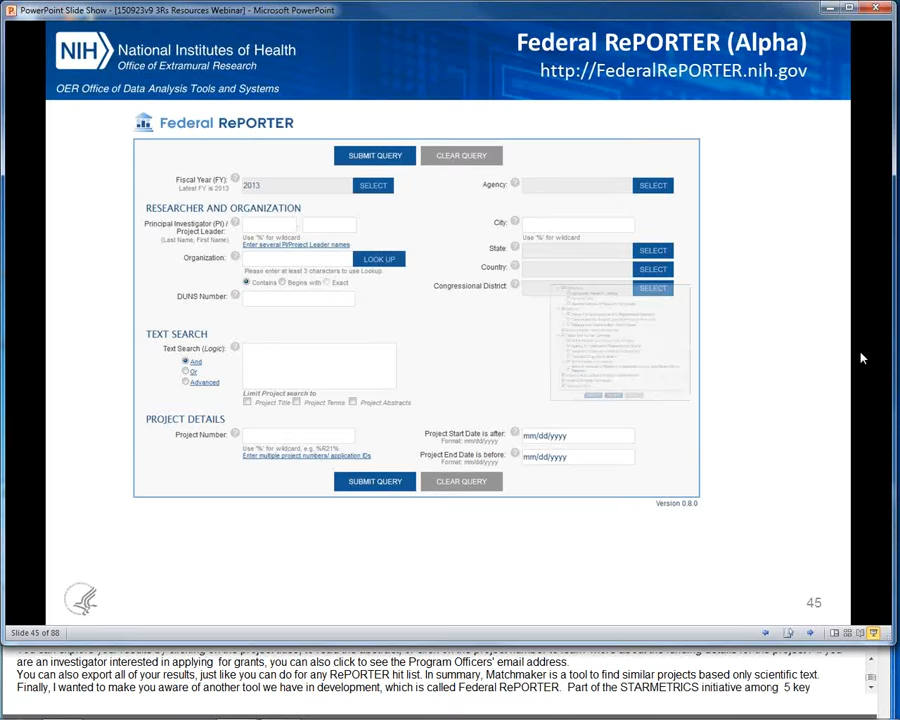 PowerPoint Slide Show - [150923v9 3Rs Resources Webinar] - Microsoft PowerPoint
NIH National Institutes of Health
Office of Extramural Research
OER Office of Data Analysis Tools and Systems
Federal RePORTER (Alpha)
http://FederalRePORTER.nih.gov
Federal RePORTER
SUBMIT QUERY CLEAR QUERY
Fiscal Year (FY): ? 2013 SELECT
Latest FY is 2013
Agency: ? SELECT
RESEARCHER AND ORGANIZATION
Principal Investigator (PI) / ?
Project Leader:
(Last Name, First Name)
Use '%' for wildcard
Enter several PI/Project Leader names
City: ?
Use '%' for wildcard
State: ? SELECT
Organization: ? LOOK UP
Please enter at least 3 characters to use Lookup.
Contains Begins with Exact
Country: ? SELECT
Congressional District: ? SELECT
DUNS Number: ?
TEXT SEARCH
Text Search (Logic): ?
And
Or
Advanced
Limit Project search to
Project Title Project Terms Project Abstracts
PROJECT DETAILS
Project Number: ?
Use '%' for wildcard, e.g. %R21%
Enter multiple project numbers/ application IDs
Project Start Date is after: ? mm/dd/yyyy
Format: mm/dd/yyyy
Project End Date is before: ? mm/dd/yyyy
Format: mm/dd/yyyy
SUBMIT QUERY CLEAR QUERY
Version 0.8.0
45
Slide 45 of 88
are an investigator interested in applying for grants, you can also click to see the Program Officers' email address.
You can also export all of your results, just like you can do for any RePORTER hit list. In summary, Matchmaker is a tool to find similar projects based only scientific text.
Finally, I wanted to make you aware of another tool we have in development, which is called Federal RePORTER. Part of the STARMETRICS initiative among 5 key